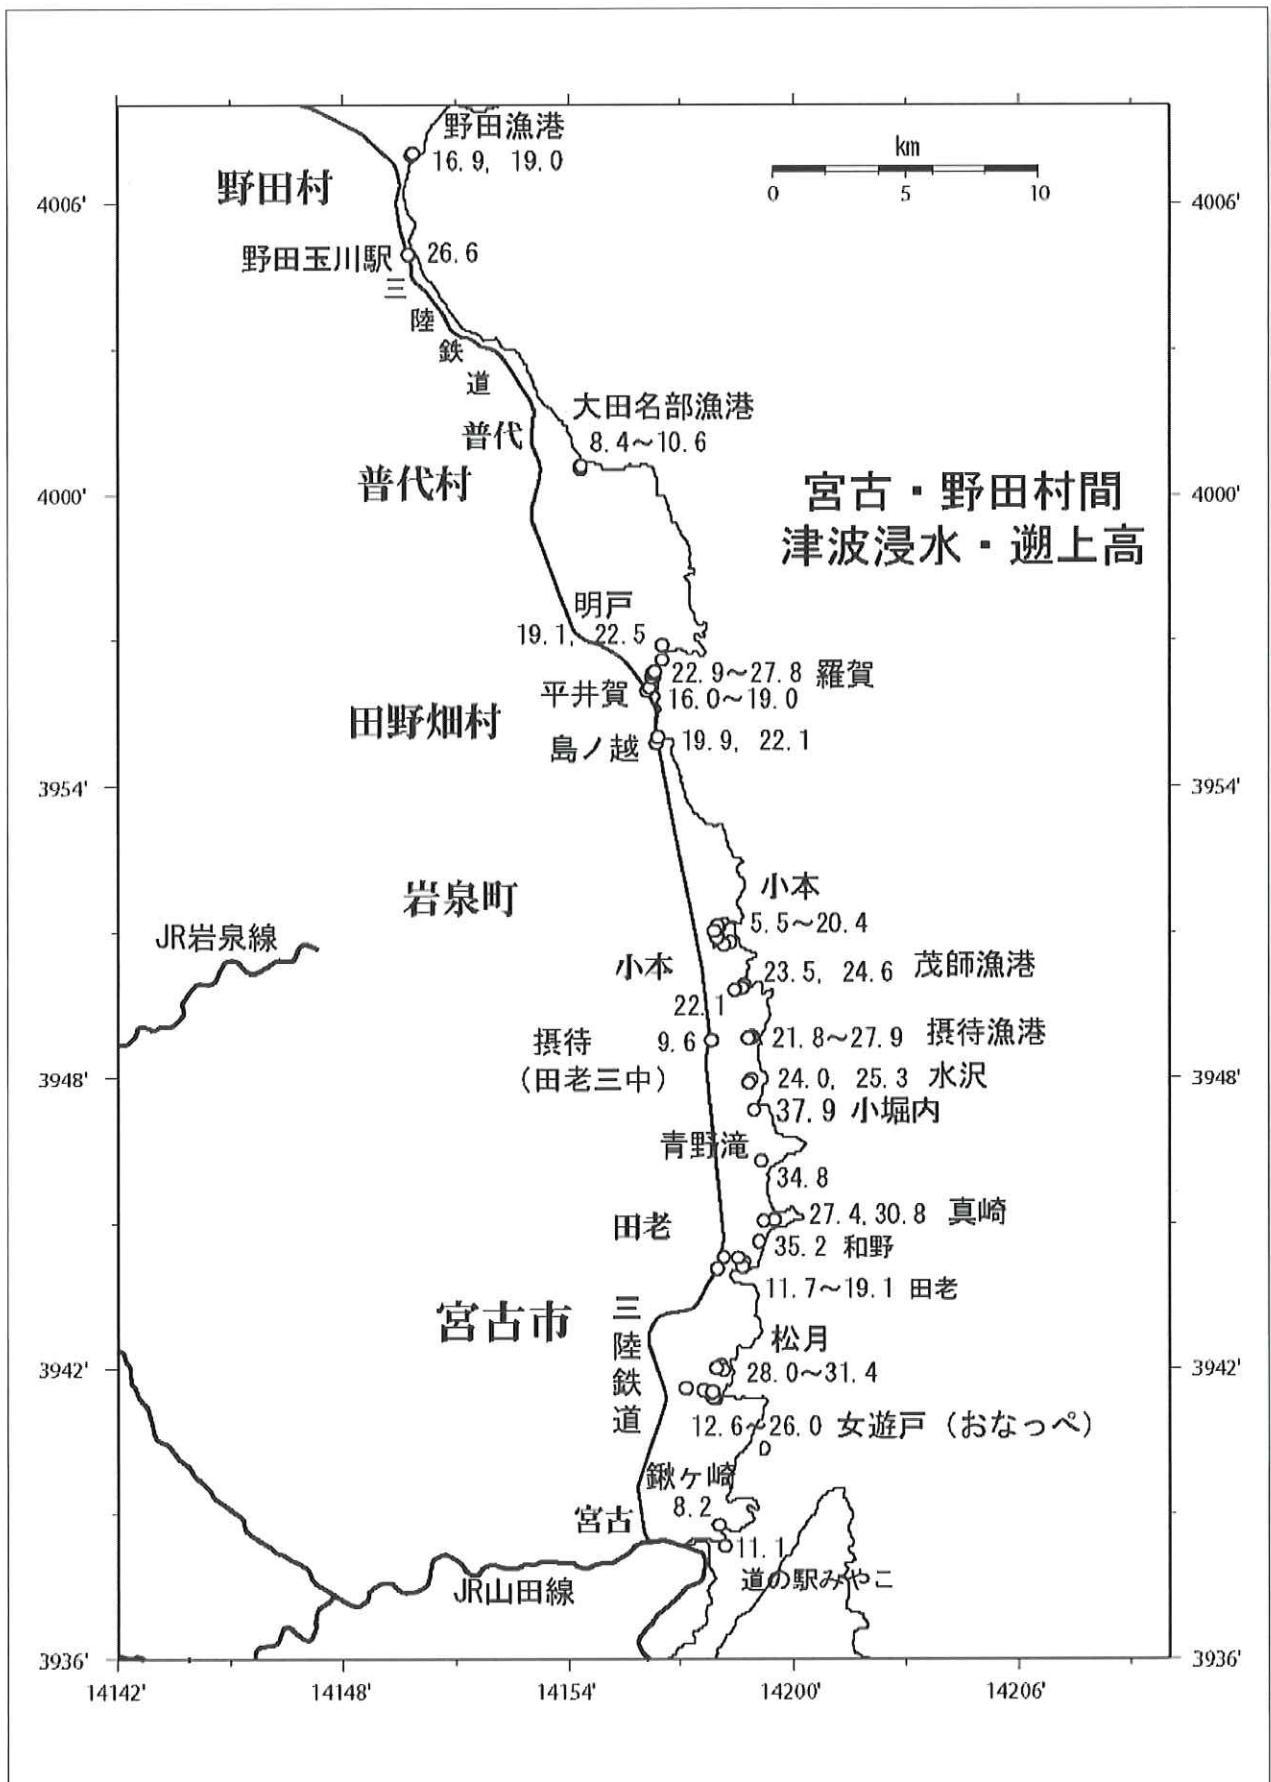 野田漁港
16.9, 19.0
km
0 5 10
野田村
4006' 4006'
野田玉川駅 26.6
三陸鉄道
大田名部漁港
8.4～10.6
普代
普代村
4000' 4000'
宮古・野田村間
津波浸水・遡上高
明戸
19.1, 22.5
22.9～27.8 羅賀
平井賀 16.0～19.0
田野畑村
島ノ越 19.9, 22.1
3954' 3954'
小本
5.5～20.4
岩泉町
JR岩泉線
小本
23.5, 24.6 茂師漁港
22.1
摂待 9.6
21.8～27.9 摂待漁港
(田老三中)
3948' 3948'
24.0, 25.3 水沢
37.9 小堀内
青野滝
34.8
27.4,30.8 真崎
田老
35.2 和野
11.7～19.1 田老
宮古市
三陸鉄道
松月
3942' 3942'
28.0～31.4
12.6～26.0 女遊戸(おなっぺ)
鍬ヶ崎
8.2
宮古
11.1
道の駅みやこ
JR山田線
3936' 3936'
14142' 14148' 14154' 14200' 14206'